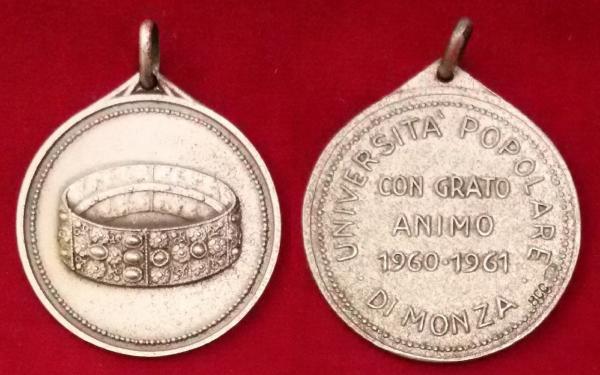 UNIVERSITA' POPOLARE
CON GRATO
ANIMO
1960·1961
· DI MONZA ·